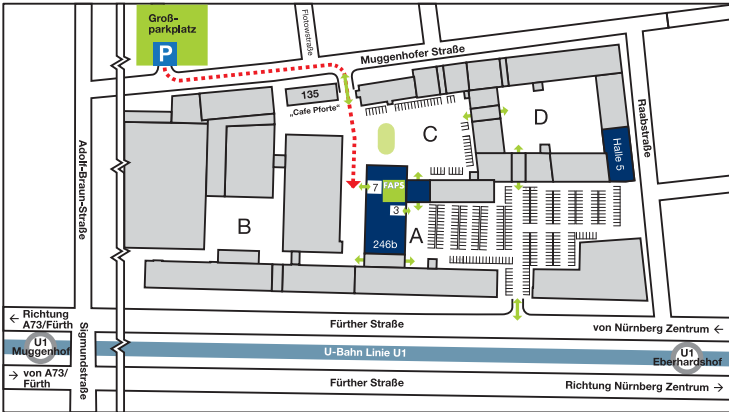 Groß-
parkplatz
P
Flotowstraße
Muggenhofer Straße
135
„Cafe Pforte“
Adolf-Braun-Straße
Raabstraße
C
D
Halle 5
7
FAPS
3
B
A
246b
← Richtung
A73/Fürth
Fürther Straße
von Nürnberg Zentrum ←
U1
Muggenhof
Sigmundstraße
U-Bahn Linie U1
U1
Eberhardshof
→ von A73/
Fürth
Fürther Straße
Richtung Nürnberg Zentrum →